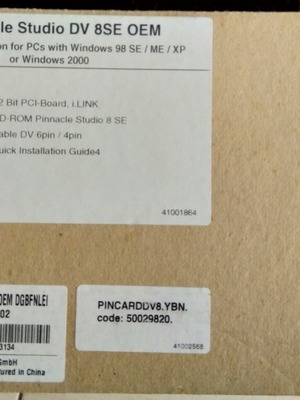 le Studio DV 8SE OEM
on for PCs with Windows 98 SE / ME / XP
or Windows 2000
2 Bit PCI-Board, i.LINK
D-ROM Pinnacle Studio 8 SE
able DV 6pin / 4pin
uick Installation Guide4
41001864
OEM DGBFNLEI
02
3134
mbH
tured in China
PINCARDDV8.YBN.
code: 50029820.
41002568